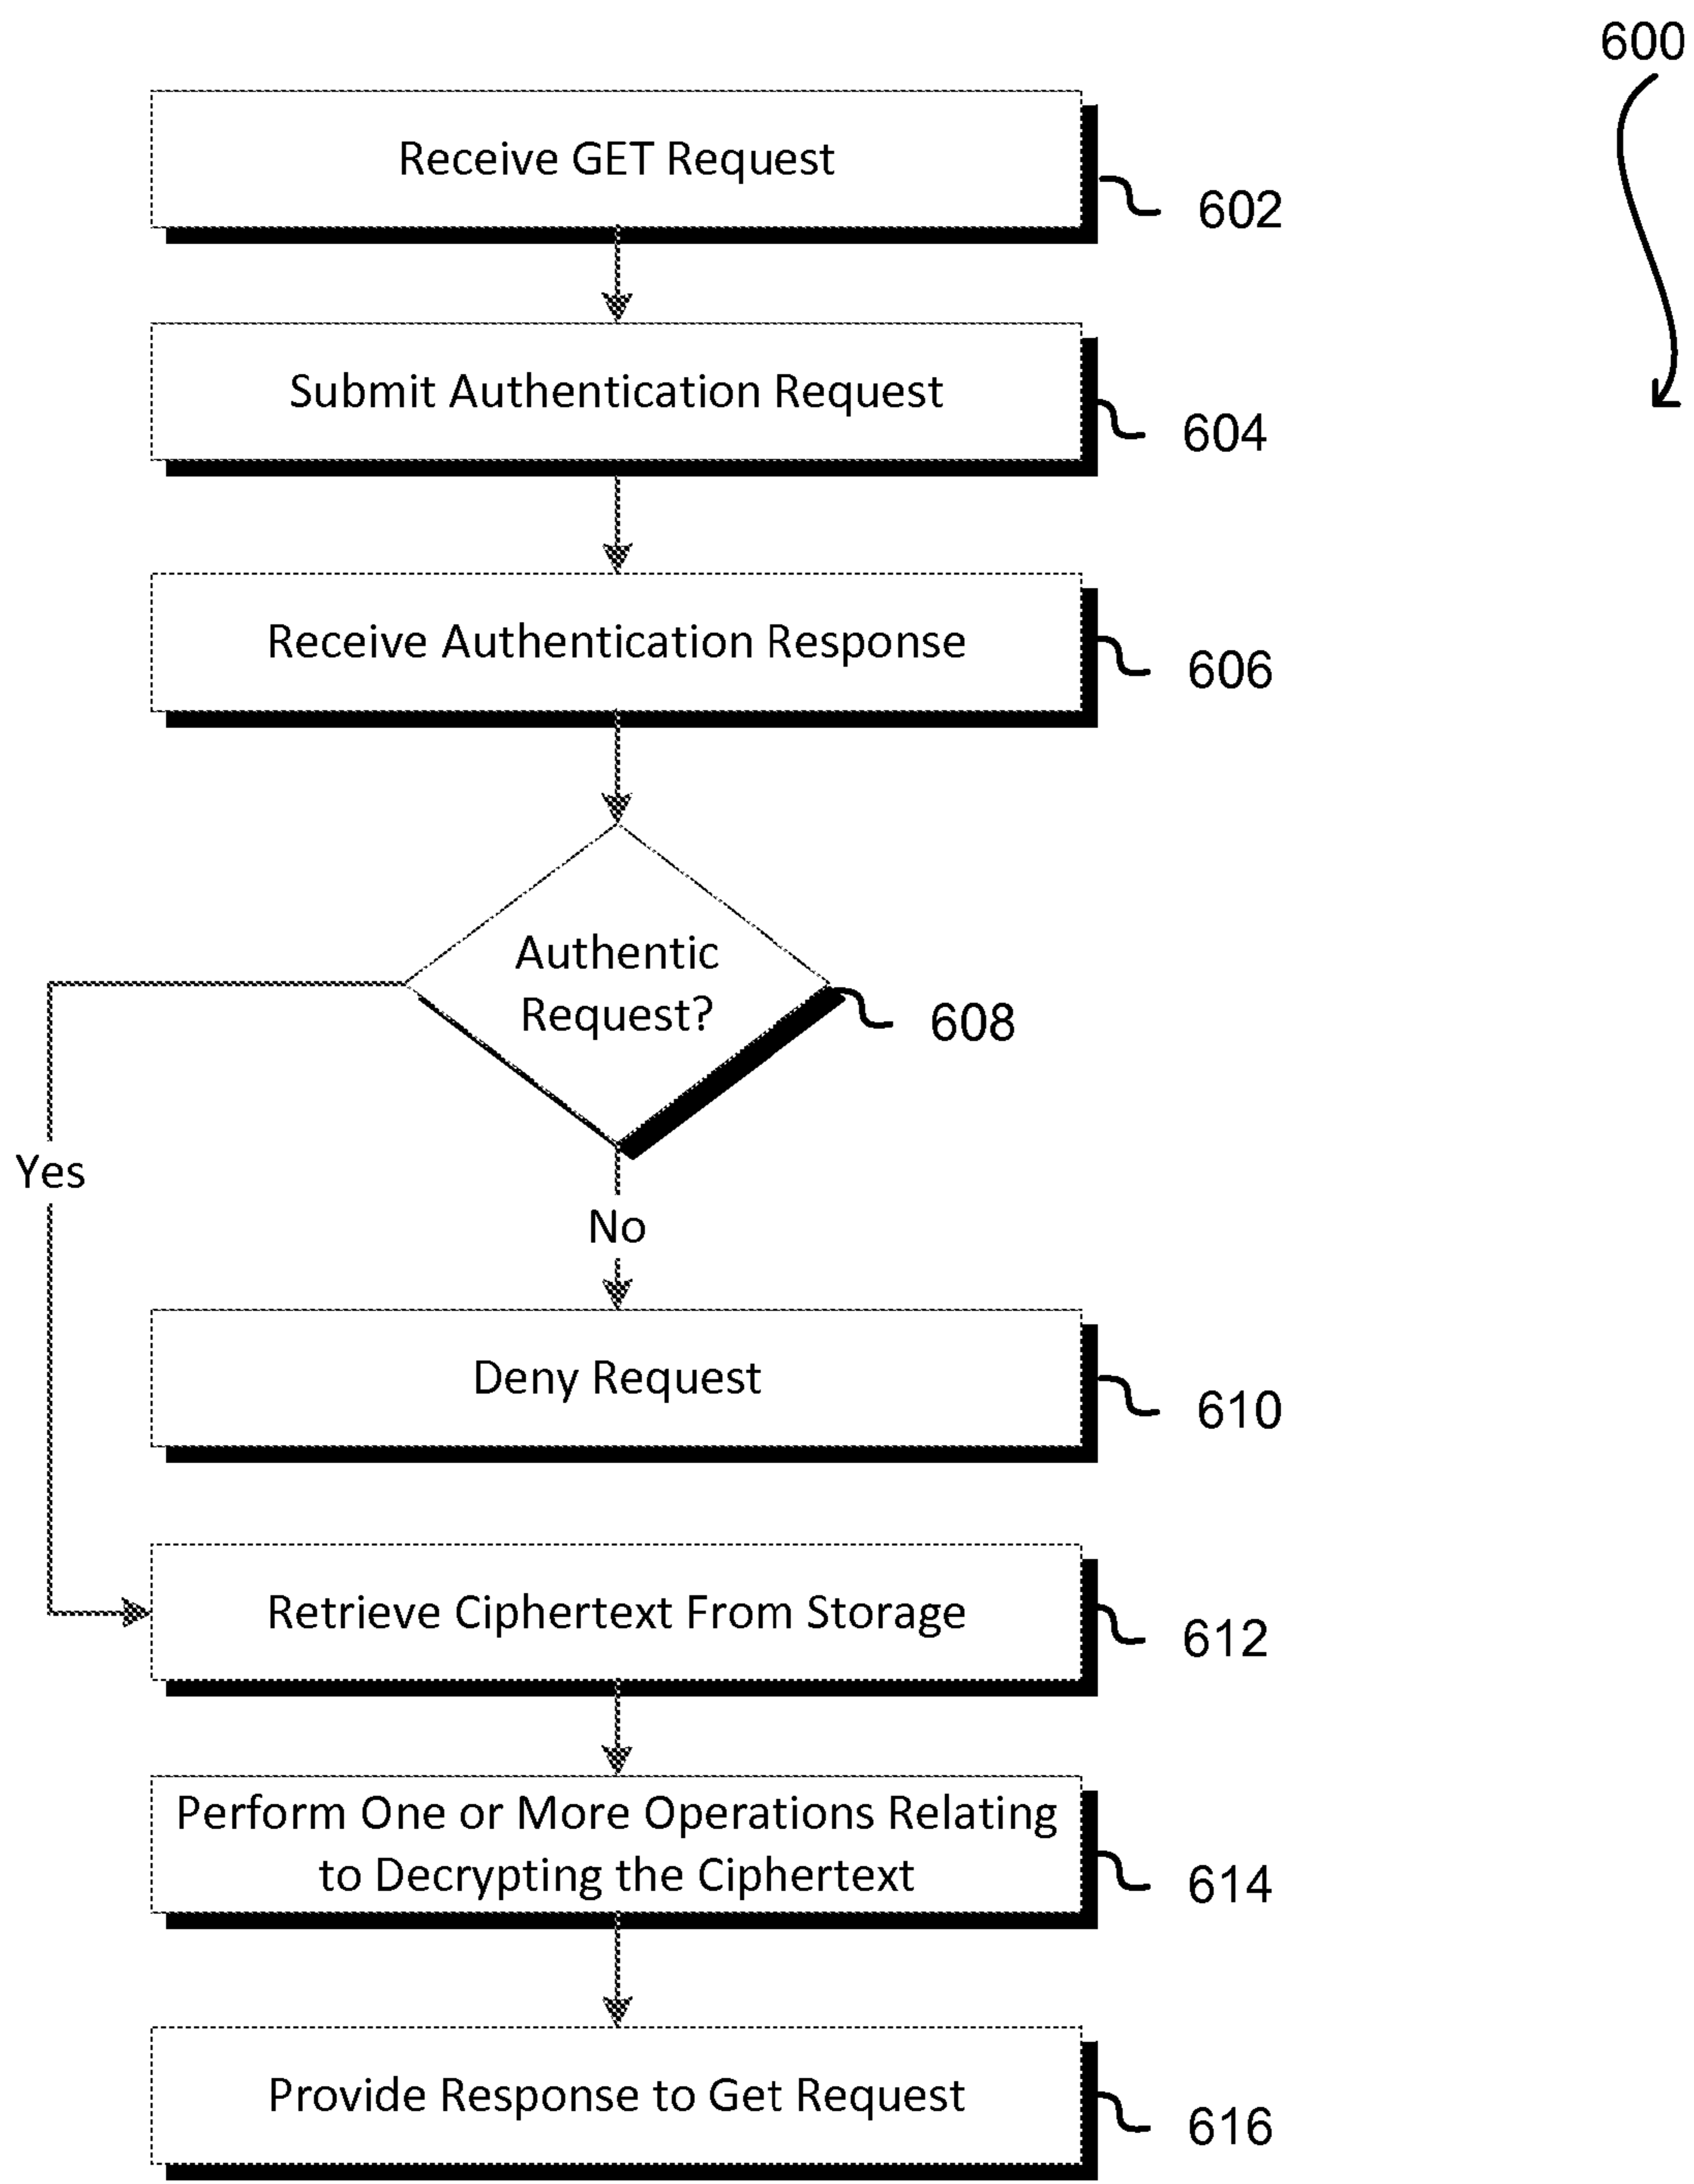 600
Receive GET Request
602
Submit Authentication Request
604
Receive Authentication Response
606
Authentic
Request?
608
Yes
No
Deny Request
610
Retrieve Ciphertext From Storage
612
Perform One or More Operations Relating
to Decrypting the Ciphertext
614
Provide Response to Get Request
616